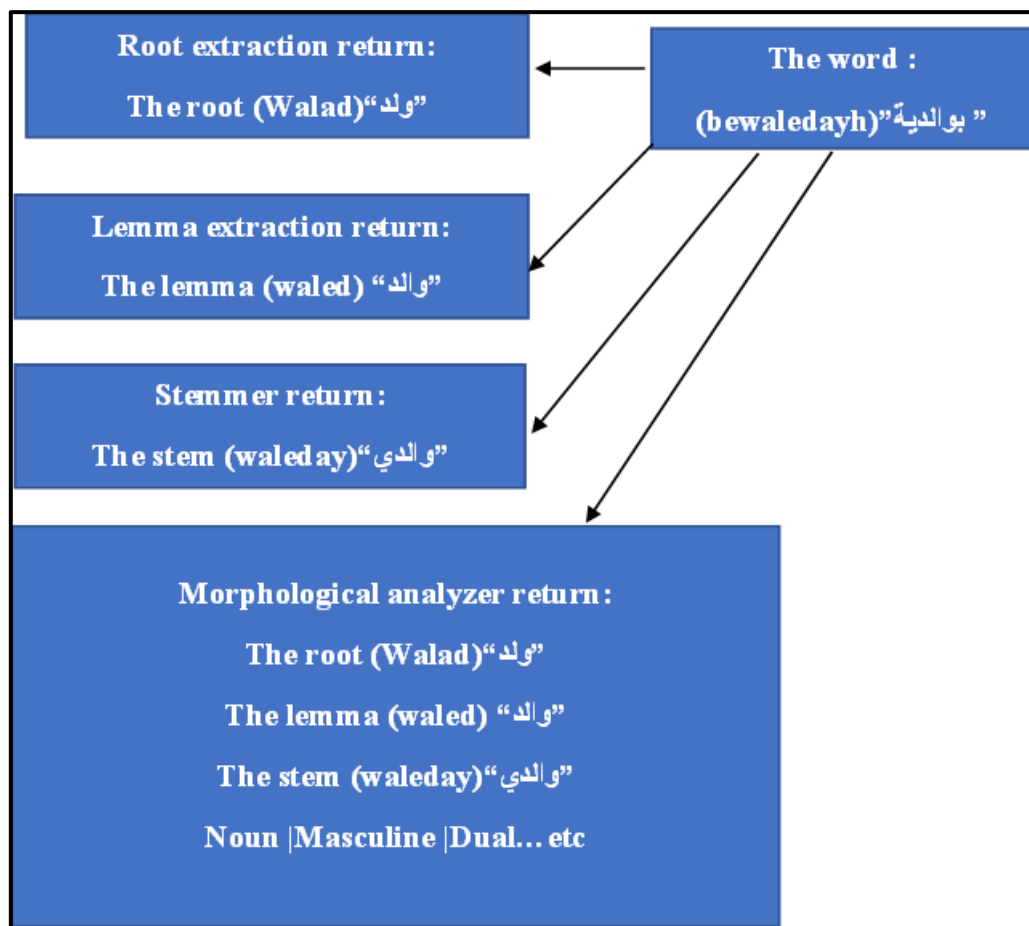 Root extraction return:
The root (Walad)“ولد”
The word :
(bewaledayh)”بوالدية ”
Lemma extraction return:
The lemma (waled) “والد”
Stemmer return:
The stem (waleday)“والدي”
Morphological analyzer return:
The root (Walad)“ولد”
The lemma (waled) “والد”
The stem (waleday)“والدي”
Noun |Masculine |Dual... etc